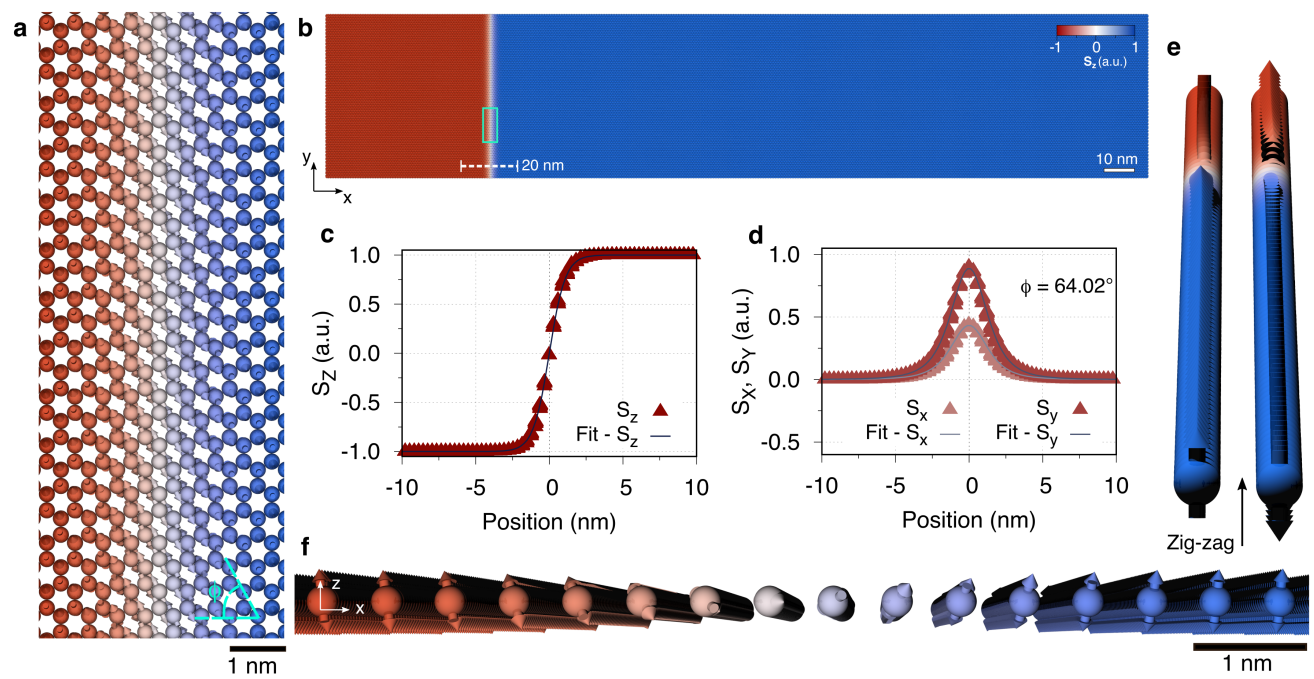 a
ϕ
1 nm
b
-1 0 1
Sz (a.u.)
20 nm
10 nm
y
x
c
1.0
0.5
0.0
-0.5
-1.0
SZ (a.u.)
Sz
Fit - Sz
-10 -5 0 5 10
Position (nm)
d
1.0
0.5
0.0
-0.5
SX, SY (a.u.)
ϕ = 64.02°
Sx Sy
Fit - Sx Fit - Sy
-10 -5 0 5 10
Position (nm)
e
Zig-zag
f
z
x
1 nm